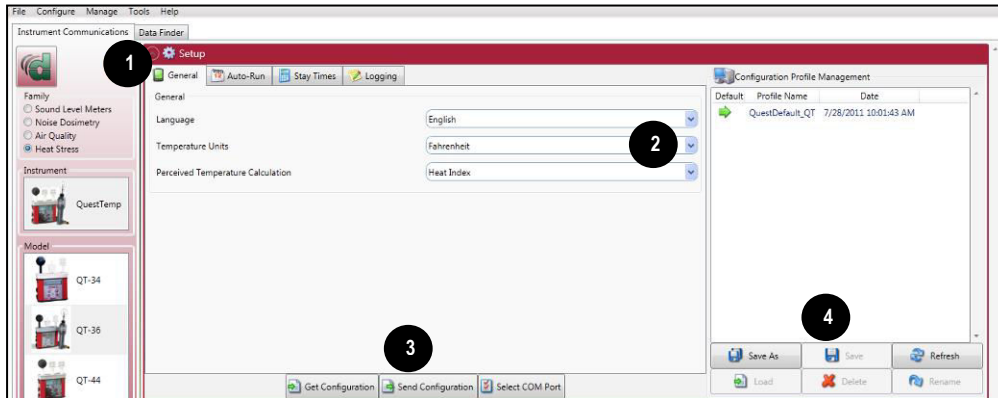 File Configure Manage Tools Help
Instrument Communications Data Finder
1
Setup
General Auto-Run Stay Times Logging
General
Language English
Temperature Units Fahrenheit
2
Perceived Temperature Calculation Heat Index
Family
Sound Level Meters
Noise Dosimetry
Air Quality
Heat Stress
Instrument
QuestTemp
Model
QT-34
QT-36
QT-44
3
Get Configuration Send Configuration Select COM Port
Configuration Profile Management
Default Profile Name Date
QuestDefault_QT 7/28/2011 10:01:43 AM
4
Save As Save Refresh
Load Delete Rename